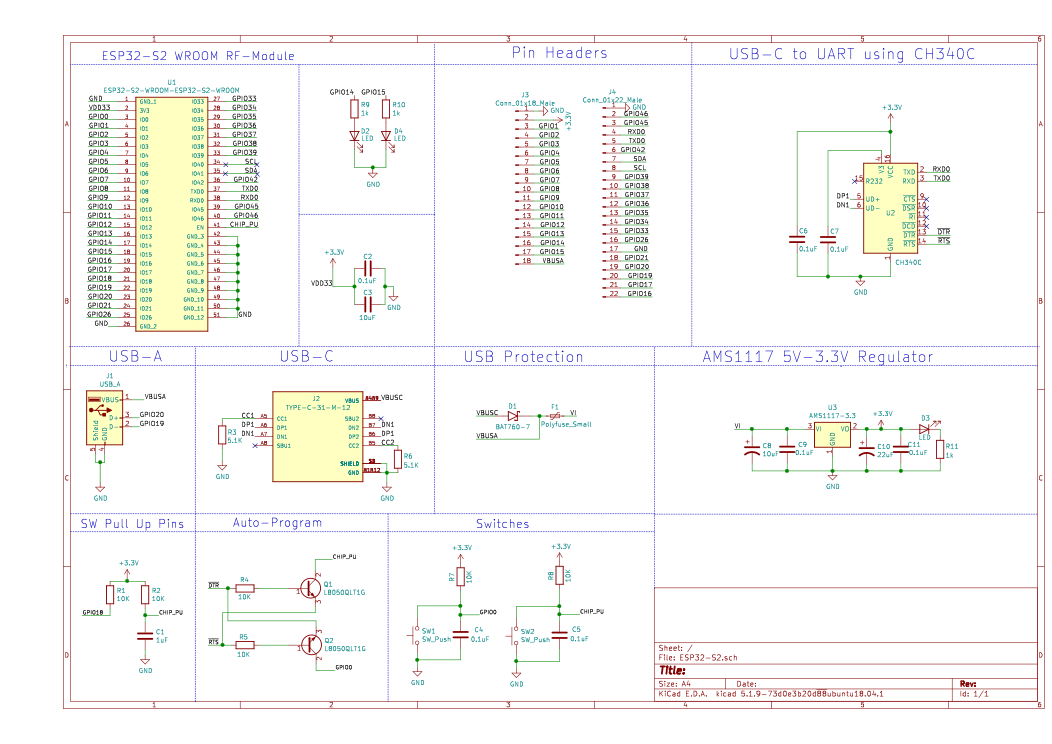 ESP32-S2 WROOM RF-Module
Pin Headers
USB-C to UART using CH340C
U1
ESP32-S2-WROOM-ESP32-S2-WROOM
GND 1 GND_1 IO33 27 GPIO33
VDD33 2 3V3 IO34 28 GPIO34
GPIO0 3 IO0 IO35 29 GPIO35
GPIO1 4 IO1 IO36 30 GPIO36
GPIO2 5 IO2 IO37 31 GPIO37
GPIO3 6 IO3 IO38 32 GPIO38
GPIO4 7 IO4 IO39 33 GPIO39
GPIO5 8 IO5 IO40 34 SCL
GPIO6 9 IO6 IO41 35 SDA
GPIO7 10 IO7 IO42 36 GPIO42
GPIO8 11 IO8 TXD0 37 TXD0
GPIO9 12 IO9 RXD0 38 RXD0
GPIO10 13 IO10 IO45 39 GPIO45
GPIO11 14 IO11 IO46 40 GPIO46
GPIO12 15 IO12 EN 41 CHIP_PU
GPIO13 16 IO13 GND_3 42
GPIO14 17 IO14 GND_4 43
GPIO15 18 IO15 GND_5 44
GPIO16 19 IO16 GND_6 45
GPIO17 20 IO17 GND_7 46
GPIO18 21 IO18 GND_8 47
GPIO19 22 IO19 GND_9 48
GPIO20 23 IO20 GND_10 49
GPIO21 24 IO21 GND_11 50
GPIO26 25 IO26 GND_12 51 GND
GND 26 GND_2
GPIO14 GPIO15
R9 1k
R10 1k
D2 LED
D4 LED
GND
+3.3V
VDD33
C2
0.1uF
C3
10uF
GND
J3
Conn_01x18_Male
1 GND
2 +3.3V
3 GPIO1
4 GPIO2
5 GPIO3
6 GPIO4
7 GPIO5
8 GPIO6
9 GPIO7
10 GPIO8
11 GPIO9
12 GPIO10
13 GPIO11
14 GPIO12
15 GPIO13
16 GPIO14
17 GPIO15
18 VBUSA
J4
Conn_01x22_Male
1 GND
2 GPIO46
3 GPIO45
4 RXD0
5 TXD0
6 GPIO42
7 SDA
8 SCL
9 GPIO39
10 GPIO38
11 GPIO37
12 GPIO36
13 GPIO35
14 GPIO34
15 GPIO33
16 GPIO26
17 GND
18 GPIO21
19 GPIO20
20 GPIO19
21 GPIO17
22 GPIO16
+3.3V
4 16
V3 VCC
15 R232
TXD 2 RXD0
RXD 3 TXD0
DP1 5 UD+
DN1 6 UD-
U2
CTS 9
DSR 10
RI 11
DCD 12
DTR 13 DTR
RTS 14 RTS
GND
1
CH340C
C6
0.1uF
C7
0.1uF
GND
USB-A
USB-C
USB Protection
AMS1117 5V-3.3V Regulator
J1
USB_A
VBUS 1 VBUSA
D+ 3 GPIO20
D- 2 GPIO19
Shield
GND
5 4
GND
J2
TYPE-C-31-M-12
VBUS A4B9 VBUSC
CC1 A5 CC1
DP1 A6 DP1
DN1 A7 DN1
A8 SBU1
SBU2 B8
DN2 B7 DN1
DP2 B6 DP1
CC2 B5 CC2
SHIELD S0
GND A1B12
R3
5.1K
R6
5.1K
GND
GND
VBUSC
D1
BAT760-7
F1
Polyfuse_Small
VI
VBUSA
VI
U3
AMS1117-3.3
3 VI VO 2
GND
1
+3.3V
C8
10uF
C9
0.1uF
C10
22uF
C11
0.1uF
D3
LED
R11
1k
GND
SW Pull Up Pins
Auto-Program
Switches
+3.3V
R1
10K
R2
10K
GPIO18
CHIP_PU
C1
1uF
GND
DTR
R4
10K
CHIP_PU
Q1
L8050QLT1G
1 2 3
RTS
R5
10K
Q2
L8050QLT1G
1 2 3
GPIO0
+3.3V
R7
10K
GPIO0
SW1
SW_Push
C4
0.1uF
GND
+3.3V
R8
10K
CHIP_PU
SW2
SW_Push
C5
0.1uF
GND
Sheet: /
File: ESP32-S2.sch
Title:
Size: A4 Date: Rev:
KiCad E.D.A. kicad 5.1.9-73d0e3b20d88ubuntu18.04.1 Id: 1/1
1 2 3 4 5 6
A B C D